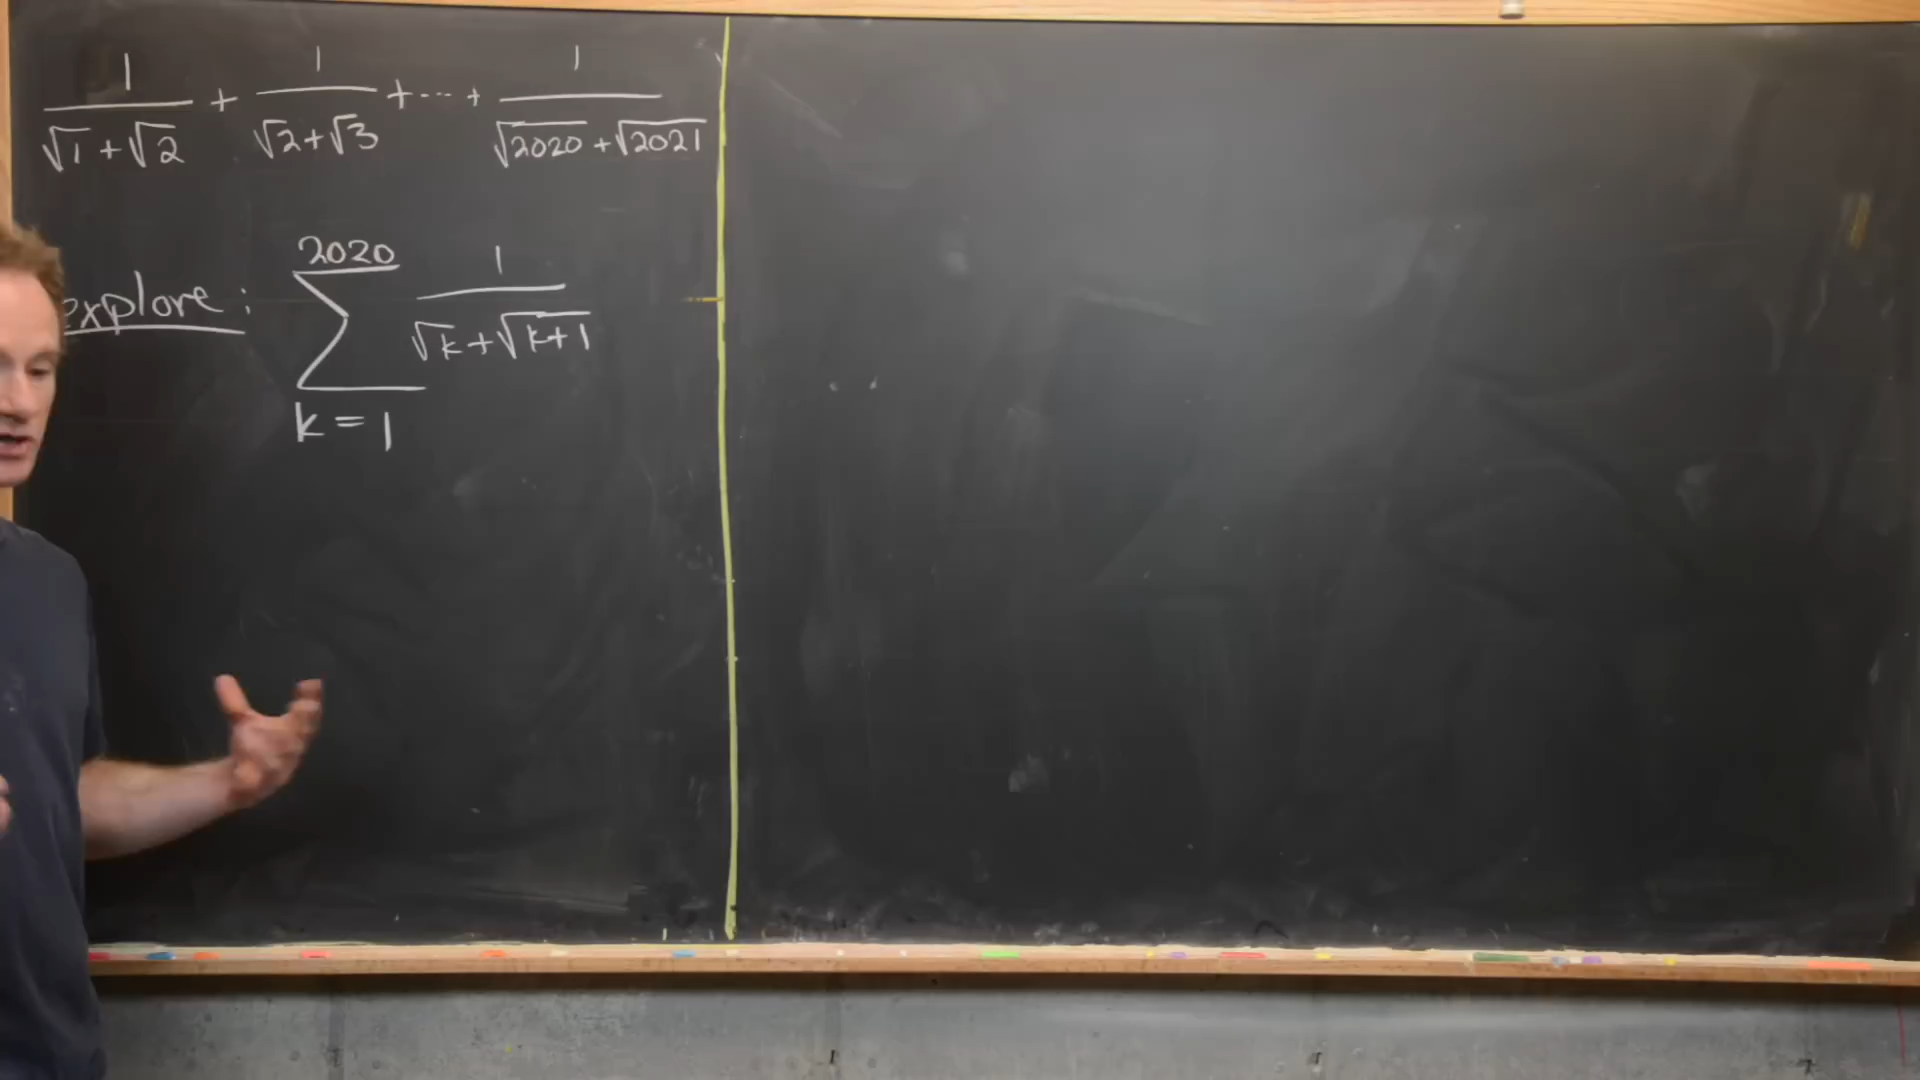 1/(√1+√2) + 1/(√2+√3) + ... + 1/(√2020+√2021)
explore: ∑_{k=1}^{2020} 1/(√k+√(k+1))